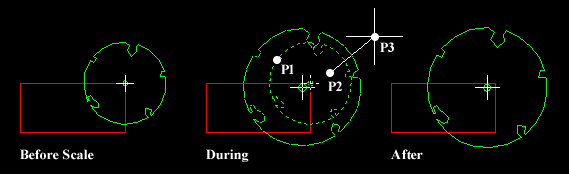 P3
P1
P2
Before Scale
During
After